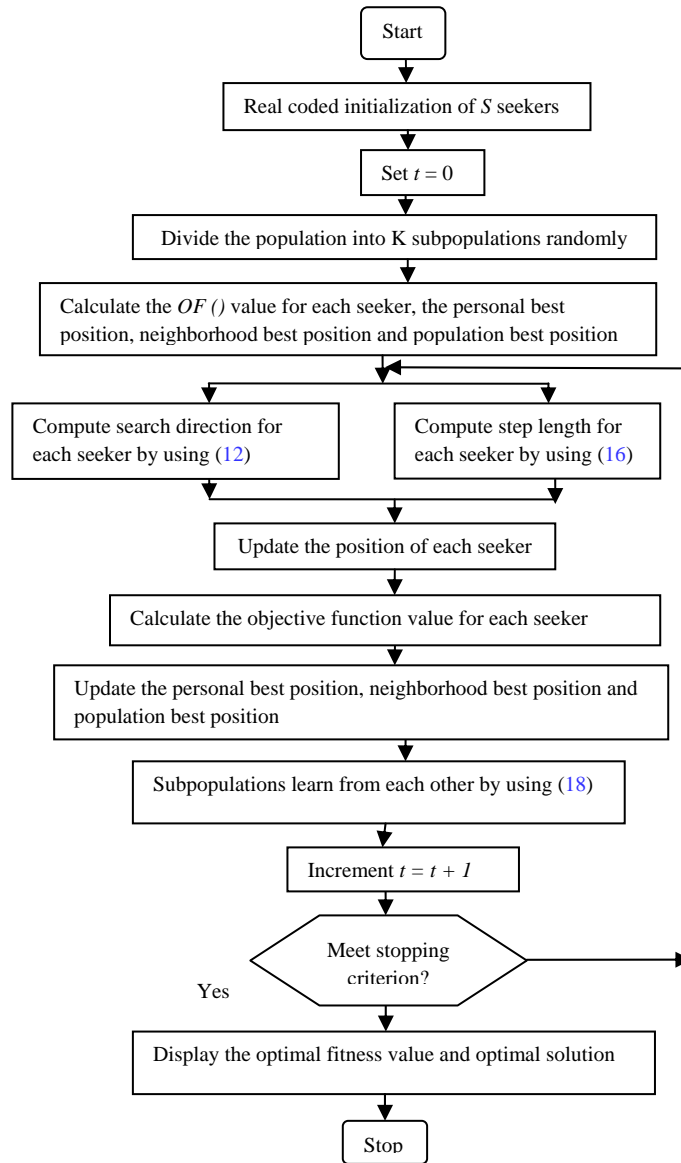 Start
Real coded initialization of S seekers
Set t = 0
Divide the population into K subpopulations randomly
Calculate the OF () value for each seeker, the personal best
position, neighborhood best position and population best position
Compute search direction for
each seeker by using (12)
Compute step length for
each seeker by using (16)
Update the position of each seeker
Calculate the objective function value for each seeker
Update the personal best position, neighborhood best position and
population best position
Subpopulations learn from each other by using (18)
Increment t = t + 1
Meet stopping
criterion?
Yes
Display the optimal fitness value and optimal solution
Stop